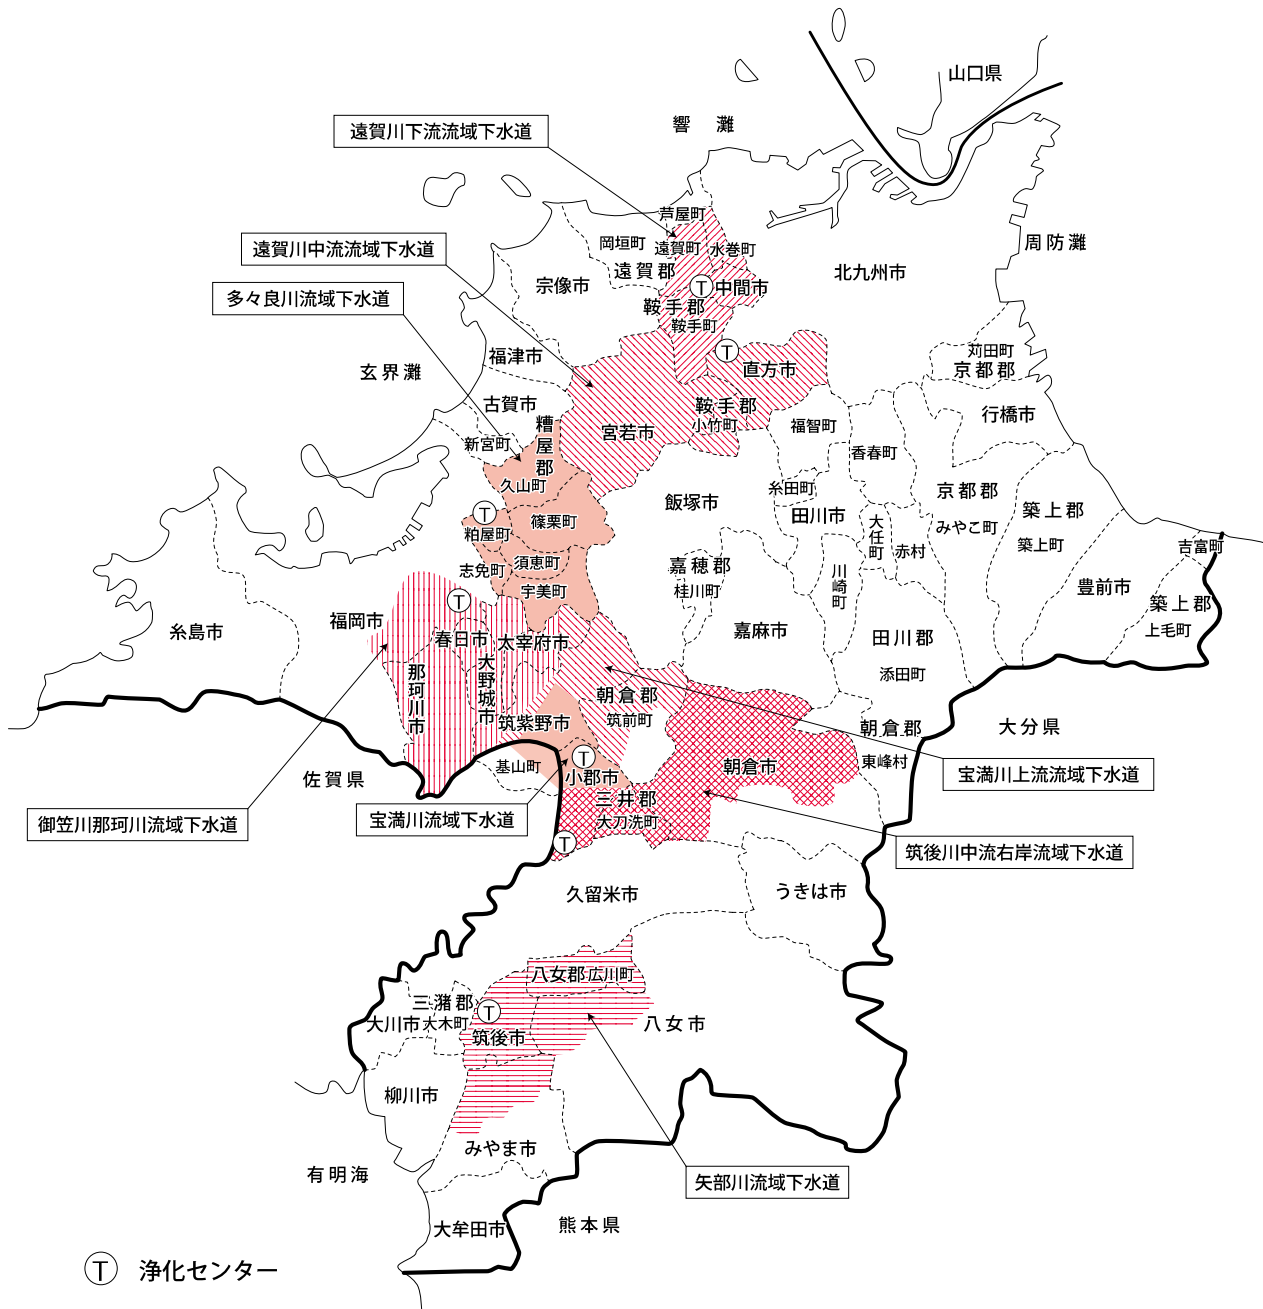 山口県
響灘
遠賀川下流流域下水道
芦屋町
岡垣町
遠賀町
水巻町
周防灘
遠賀川中流流域下水道
遠賀郡
北九州市
宗像市
中間市
多々良川流域下水道
鞍手郡
鞍手町
苅田町
福津市
京都郡
玄界灘
直方市
古賀市
鞍手郡
行橋市
小竹町
福智町
糟屋郡
宮若市
新宮町
香春町
久山町
糸田町
京都郡
飯塚市
築上郡
田川市
大任町
みやこ町
篠栗町
粕屋町
築上町
吉富町
赤村
須恵町
志免町
嘉穂郡
川崎町
宇美町
桂川町
豊前市
築上郡
福岡市
糸島市
嘉麻市
上毛町
春日市
太宰府市
田川郡
大野城市
那珂川市
添田町
朝倉郡
筑前町
筑紫野市
朝倉郡
大分県
基山町
東峰村
朝倉市
佐賀県
小郡市
宝満川上流流域下水道
三井郡
宝満川流域下水道
大刀洗町
御笠川那珂川流域下水道
筑後川中流右岸流域下水道
久留米市
うきは市
八女郡
広川町
三潴郡
大川市
大木町
筑後市
八女市
柳川市
みやま市
有明海
矢部川流域下水道
大牟田市
熊本県
T
T
T
T
T
T
T
T 浄化センター